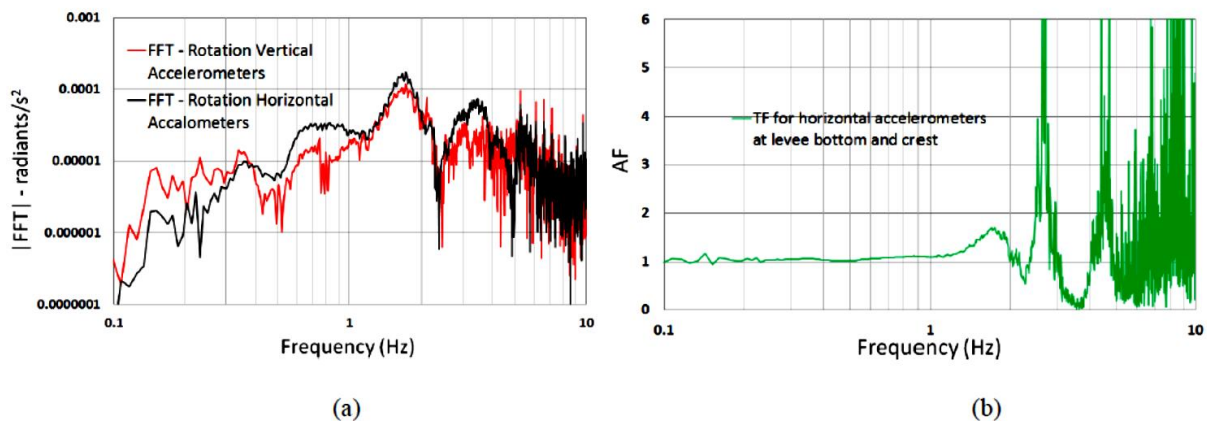 0.001
FFT - Rotation Vertical
Accelerometers
0.0001
FFT - Rotation Horizontal
Accalometers
0.00001
0.000001
0.0000001
|FFT| - radiants/s²
0.1
1
10
Frequency (Hz)
(a)
6
5
4
3
2
1
0
AF
TF for horizontal accelerometers
at levee bottom and crest
0.1
1
10
Frequency (Hz)
(b)